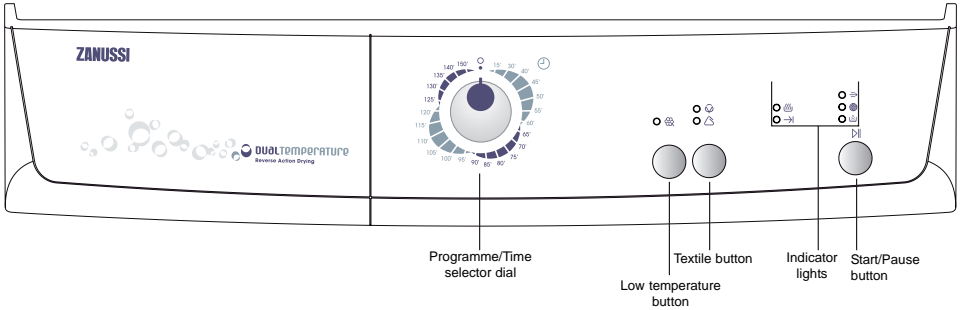 ZANUSSI
DUALTEMPERATURE
Reverse Action Drying
15'
30'
40'
45'
50'
55'
60'
65'
70'
75'
80'
85'
90'
95'
100'
105'
110'
115'
120'
125'
130'
135'
140'
150'
Programme/Time
selector dial
Low temperature
button
Textile button
Indicator
lights
Start/Pause
button